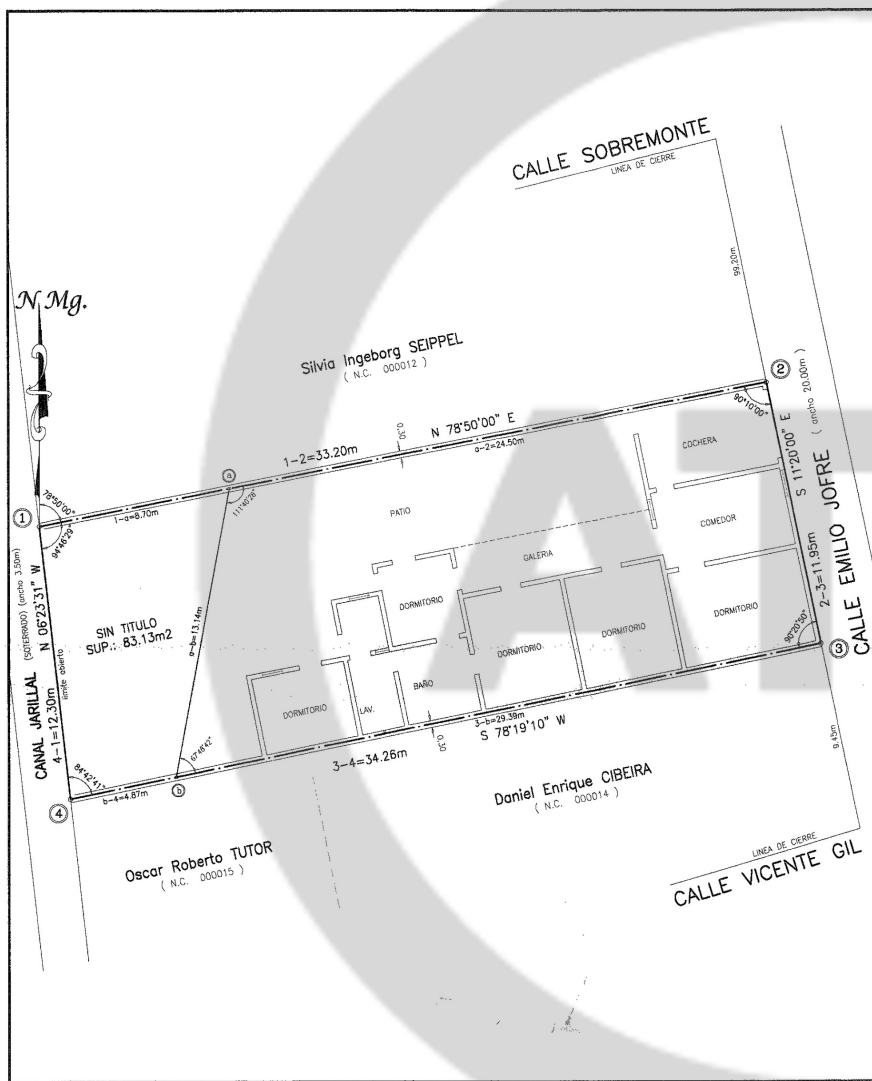 CALLE SOBREMONTE
LINEA DE CIERRE
99.20m
N Mg.
Silvia Ingeborg SEIPPEL
( N.C. 000012 )
2
90°10'00"
1-2=33.20m
0.30
N 78°50'00" E
a-2=24.50m
COCHERA
S 11°20'00" E
2-3=11.95m
CALLE EMILIO JOFRE ( ancho 20.00m )
a
111°40'26"
1
78°50'00"
94°46'29"
1-a=8.70m
PATIO
COMEDOR
GALERIA
CANAL JARILLAL (SOTERRADO) (ancho 3.50m)
4-1=12.30m
N 06°23'31" W
limite abierto
SIN TITULO
SUP.: 83.13m2
a-b=13.14m
DORMITORIO
DORMITORIO
DORMITORIO
DORMITORIO
90°20'50"
3
BAÑO
LAV.
DORMITORIO
67°46'42"
3-b=29.39m
S 78°19'10" W
3-4=34.26m
0.30
84°42'41"
b-4=4.87m
b
4
9.45m
Daniel Enrique CIBEIRA
( N.C. 000014 )
Oscar Roberto TUTOR
( N.C. 000015 )
LINEA DE CIERRE
CALLE VICENTE GIL
AT